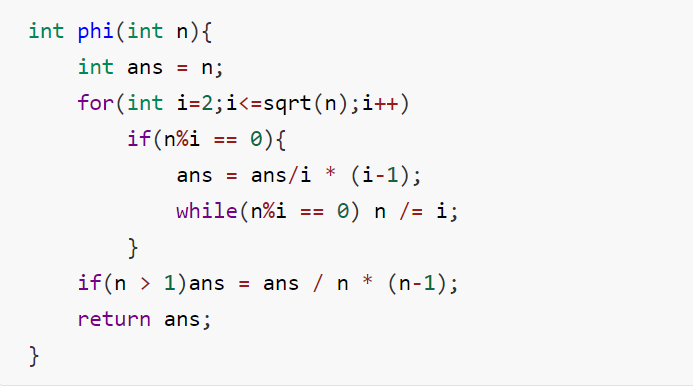 int phi(int n){
    int ans = n;
    for(int i=2;i<=sqrt(n);i++)
        if(n%i == 0){
            ans = ans/i * (i-1);
            while(n%i == 0) n /= i;
        }
    if(n > 1)ans = ans / n * (n-1);
    return ans;
}